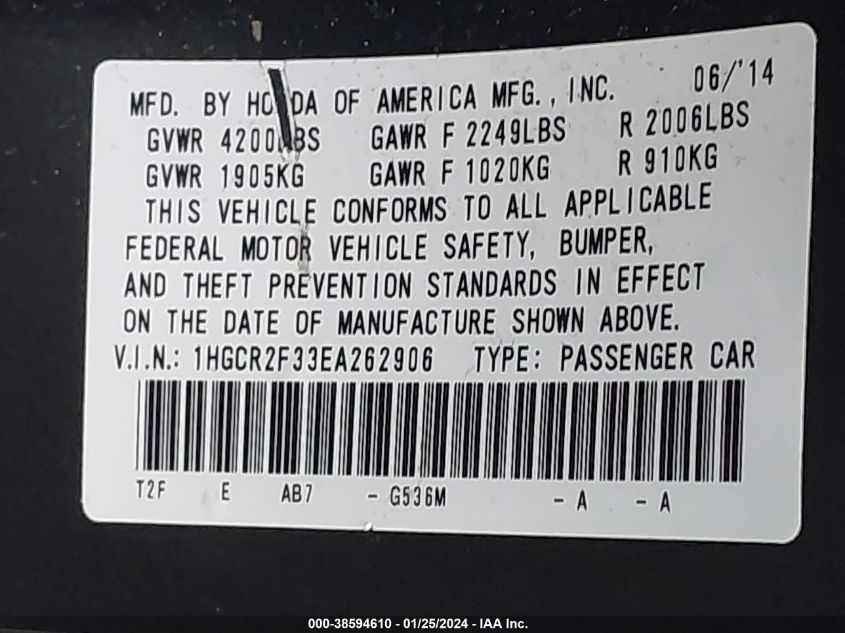 MFD. BY HONDA OF AMERICA MFG., INC. 06/'14
GVWR 4200LBS GAWR F 2249LBS R 2006LBS
GVWR 1905KG GAWR F 1020KG R 910KG
THIS VEHICLE CONFORMS TO ALL APPLICABLE
FEDERAL MOTOR VEHICLE SAFETY, BUMPER,
AND THEFT PREVENTION STANDARDS IN EFFECT
ON THE DATE OF MANUFACTURE SHOWN ABOVE.
V.I.N.: 1HGCR2F33EA262906 TYPE: PASSENGER CAR
T2F E AB7 - G536M - A - A
000-38594610 - 01/25/2024 - IAA Inc.